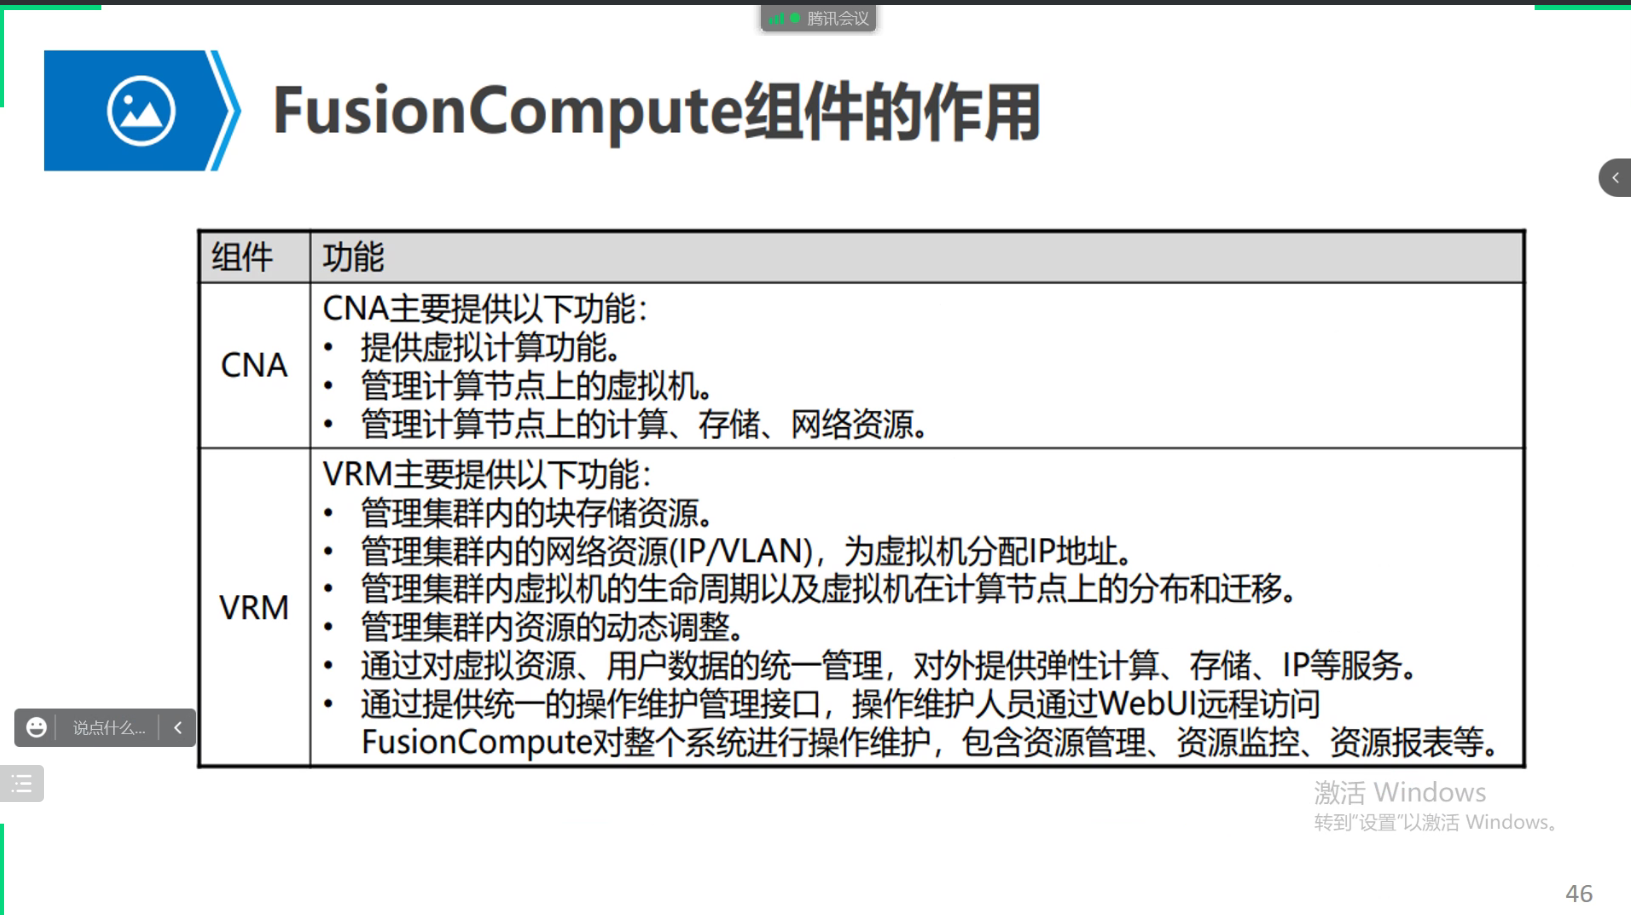 腾讯会议
FusionCompute组件的作用
组件
功能
CNA
CNA主要提供以下功能：
• 提供虚拟计算功能。
• 管理计算节点上的虚拟机。
• 管理计算节点上的计算、存储、网络资源。
VRM
VRM主要提供以下功能：
• 管理集群内的块存储资源。
• 管理集群内的网络资源(IP/VLAN)，为虚拟机分配IP地址。
• 管理集群内虚拟机的生命周期以及虚拟机在计算节点上的分布和迁移。
• 管理集群内资源的动态调整。
• 通过对虚拟资源、用户数据的统一管理，对外提供弹性计算、存储、IP等服务。
• 通过提供统一的操作维护管理接口，操作维护人员通过WebUI远程访问
FusionCompute对整个系统进行操作维护，包含资源管理、资源监控、资源报表等。
说点什么...
激活 Windows
转到“设置”以激活 Windows。
46